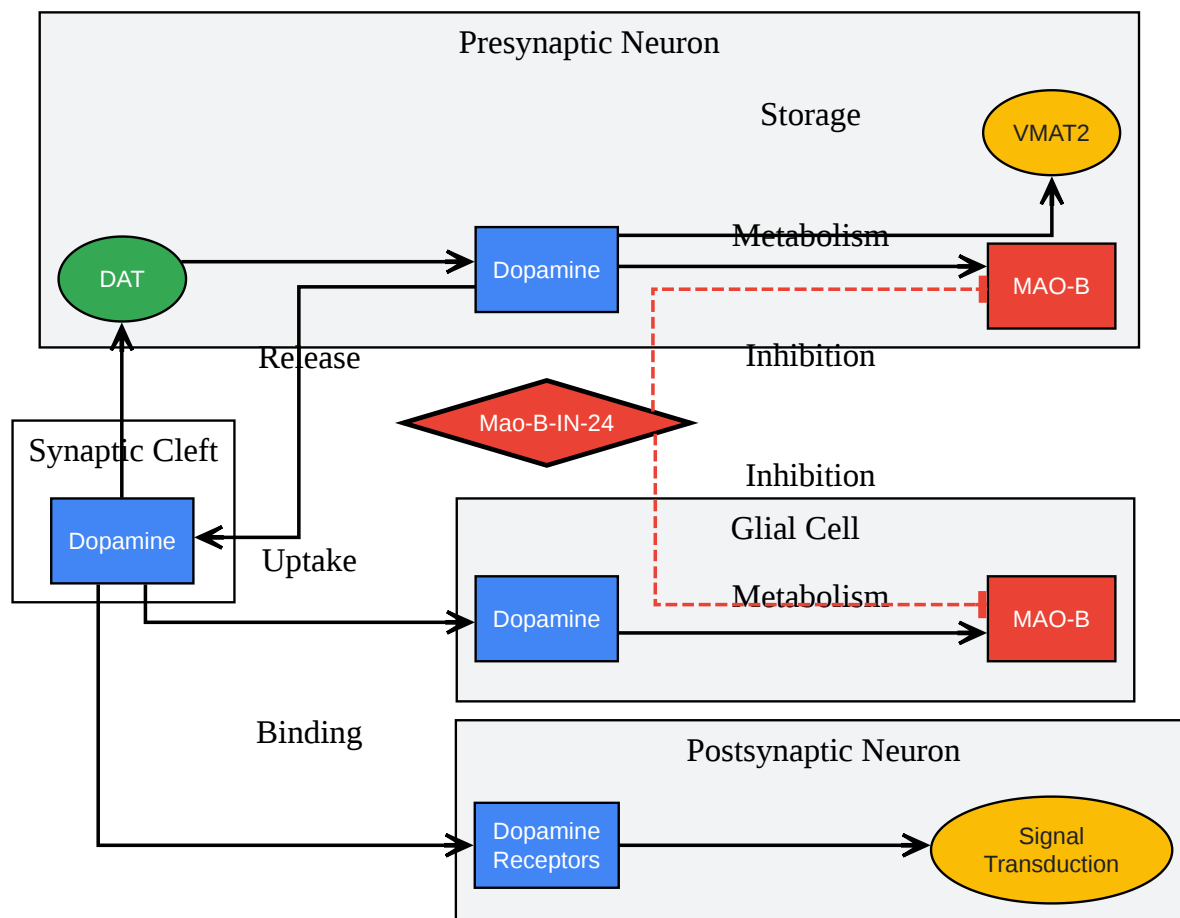 Presynaptic Neuron
Storage
VMAT2
Metabolism
DAT
Dopamine
MAO-B
Release
Inhibition
Mao-B-IN-24
Synaptic Cleft
Inhibition
Glial Cell
Dopamine
Uptake
Metabolism
Dopamine
MAO-B
Binding
Postsynaptic Neuron
Dopamine
Receptors
Signal
Transduction